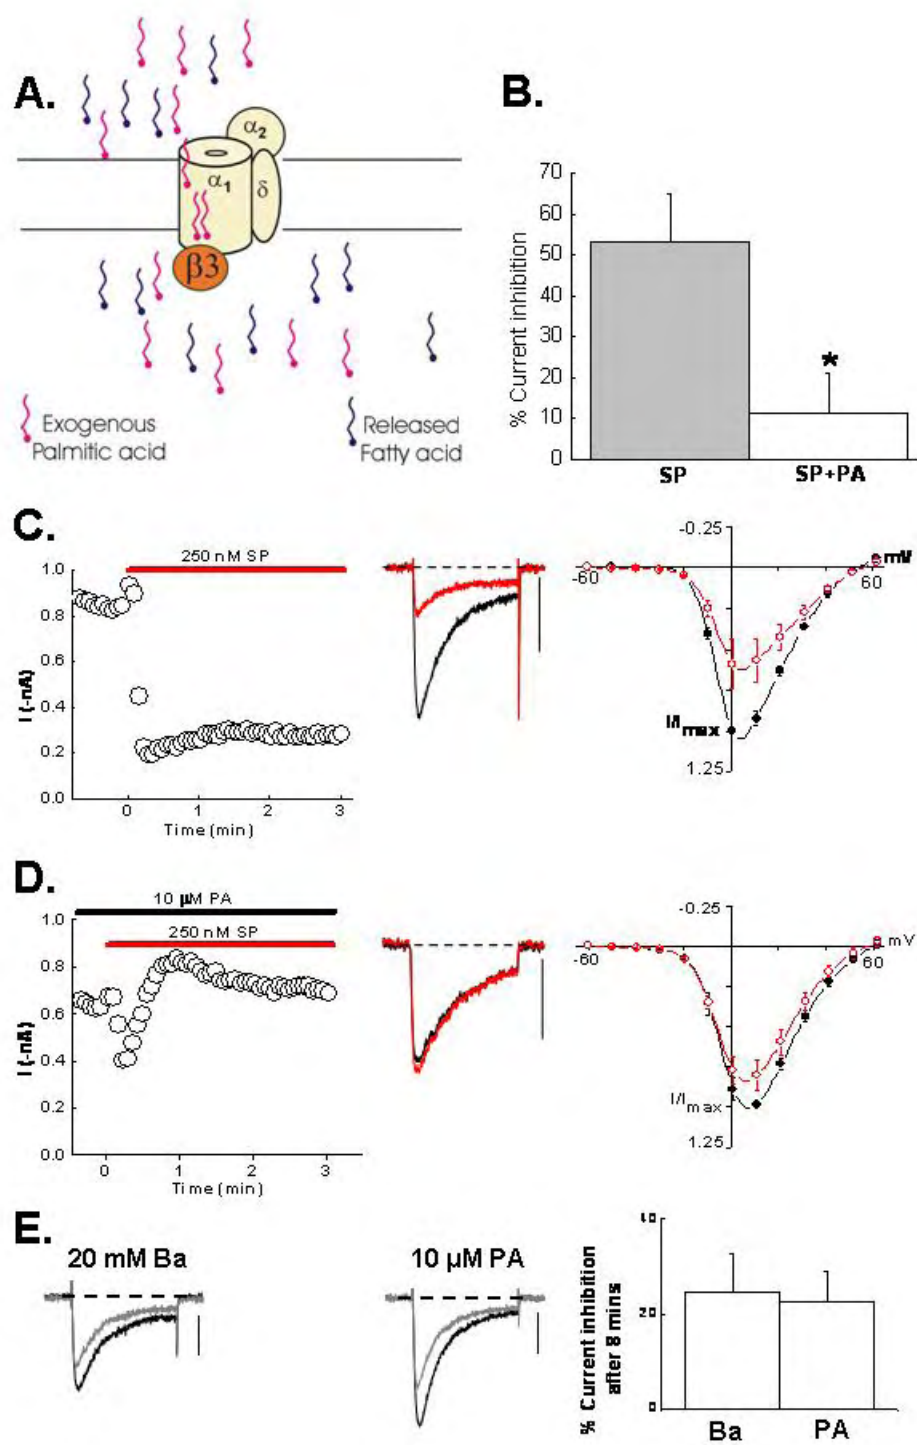 A.
α2
α1
δ
β3
Exogenous
Palmitic acid
Released
Fatty acid
B.
% Current inhibition
70
60
50
40
30
20
10
0
*
SP
SP+PA
C.
250 nM SP
I (-nA)
1.0
0.8
0.6
0.4
0.2
0.0
0 1 2 3
Time (min)
-0.25
mV
-60
60
I/Imax
1.25
D.
10 µM PA
250 nM SP
I (-nA)
1.0
0.8
0.6
0.4
0.2
0.0
0 1 2 3
Time (min)
-0.25
mV
-60
60
I/Imax
1.25
E.
20 mM Ba
10 µM PA
% Current inhibition
after 8 mins
40
20
0
Ba
PA